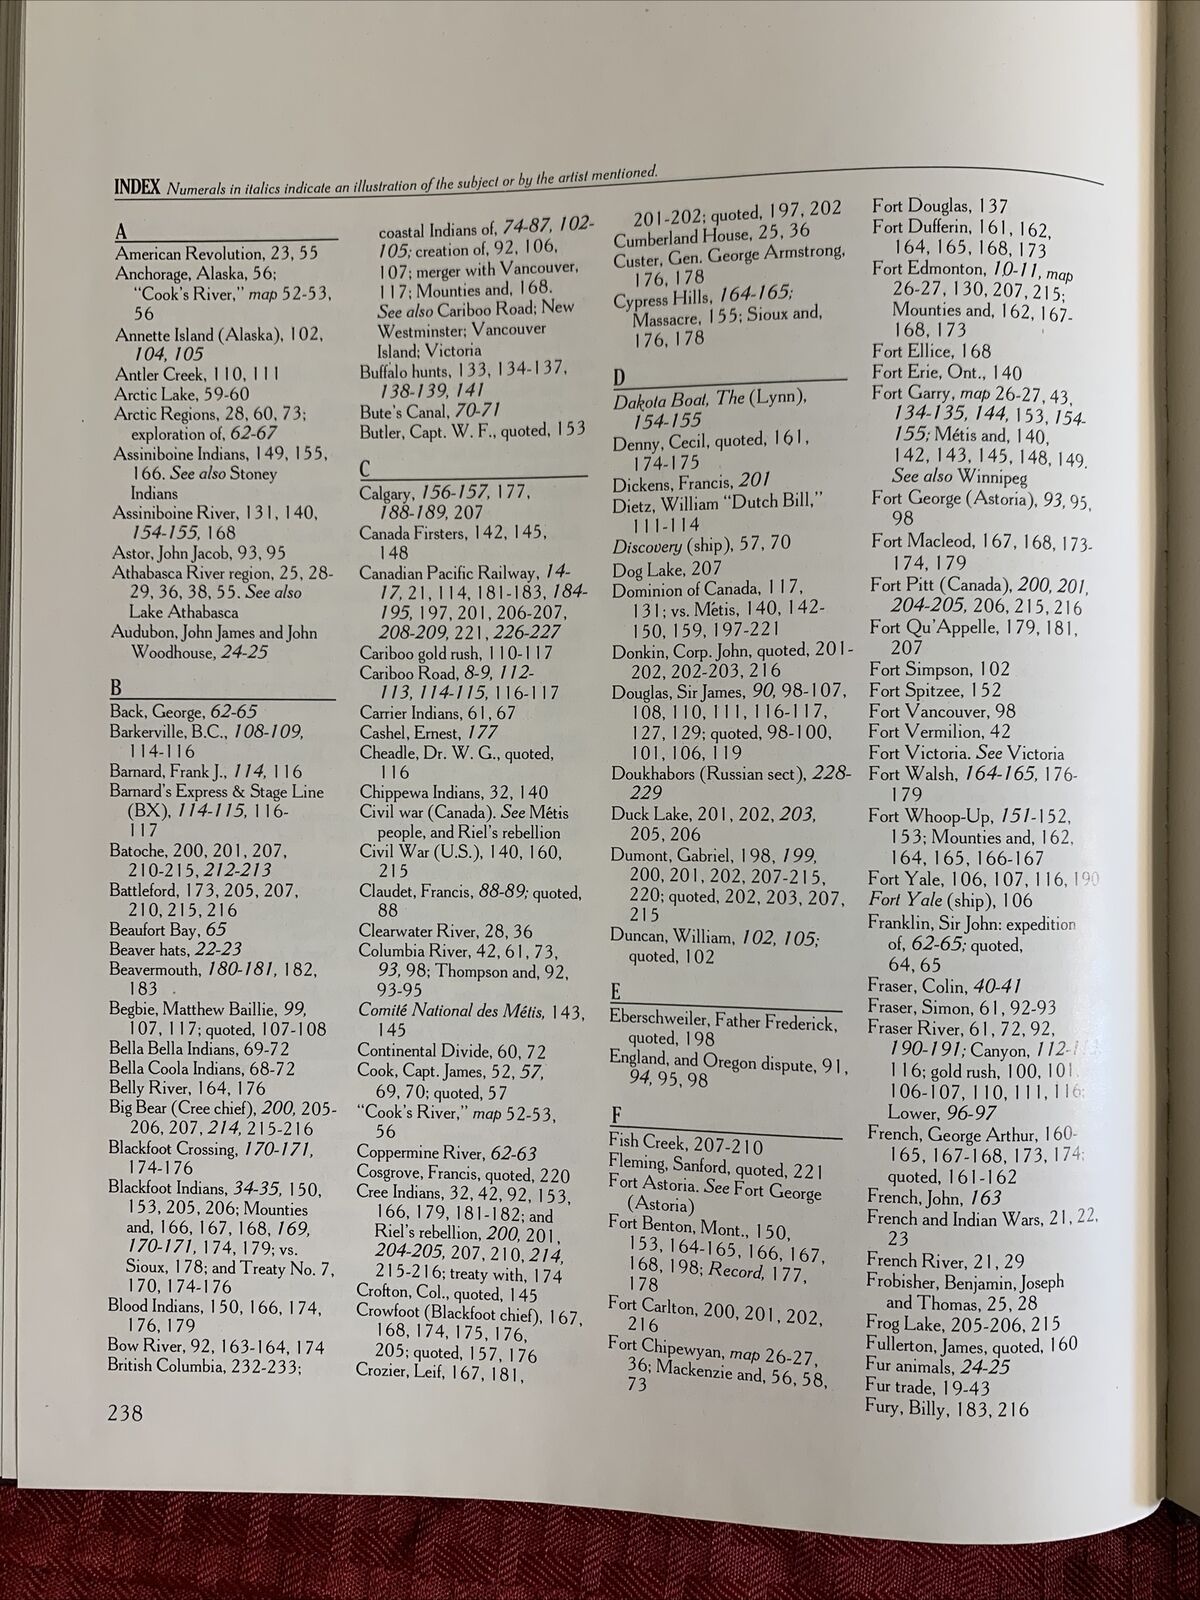 INDEX Numerals in italics indicate an illustration of the subject or by the artist mentioned.
A
American Revolution, 23, 55
Anchorage, Alaska, 56;
"Cook's River," map 52-53,
56
Annette Island (Alaska), 102,
104, 105
Antler Creek, 110, 111
Arctic Lake, 59-60
Arctic Regions, 28, 60, 73;
exploration of, 62-67
Assiniboine Indians, 149, 155,
166. See also Stoney
Indians
Assiniboine River, 131, 140,
154-155, 168
Astor, John Jacob, 93, 95
Athabasca River region, 25, 28-
29, 36, 38, 55. See also
Lake Athabasca
Audubon, John James and John
Woodhouse, 24-25
B
Back, George, 62-65
Barkerville, B.C., 108-109,
114-116
Barnard, Frank J., 114, 116
Barnard's Express & Stage Line
(BX), 114-115, 116-
117
Batoche, 200, 201, 207,
210-215, 212-213
Battleford, 173, 205, 207,
210, 215, 216
Beaufort Bay, 65
Beaver hats, 22-23
Beavermouth, 180-181, 182,
183
Begbie, Matthew Baillie, 99,
107, 117; quoted, 107-108
Bella Bella Indians, 69-72
Bella Coola Indians, 68-72
Belly River, 164, 176
Big Bear (Cree chief), 200, 205-
206, 207, 214, 215-216
Blackfoot Crossing, 170-171,
174-176
Blackfoot Indians, 34-35, 150,
153, 205, 206; Mounties
and, 166, 167, 168, 169,
170-171, 174, 179; vs.
Sioux, 178; and Treaty No. 7,
170, 174-176
Blood Indians, 150, 166, 174,
176, 179
Bow River, 92, 163-164, 174
British Columbia, 232-233;
coastal Indians of, 74-87, 102-
105; creation of, 92, 106,
107; merger with Vancouver,
117; Mounties and, 168.
See also Cariboo Road; New
Westminster; Vancouver
Island; Victoria
Buffalo hunts, 133, 134-137,
138-139, 141
Bute's Canal, 70-71
Butler, Capt. W. F., quoted, 153
C
Calgary, 156-157, 177,
188-189, 207
Canada Firsters, 142, 145,
148
Canadian Pacific Railway, 14-
17, 21, 114, 181-183, 184-
195, 197, 201, 206-207,
208-209, 221, 226-227
Cariboo gold rush, 110-117
Cariboo Road, 8-9, 112-
113, 114-115, 116-117
Carrier Indians, 61, 67
Cashel, Ernest, 177
Cheadle, Dr. W. G., quoted,
116
Chippewa Indians, 32, 140
Civil war (Canada). See Métis
people, and Riel's rebellion
Civil War (U.S.), 140, 160,
215
Claudet, Francis, 88-89; quoted,
88
Clearwater River, 28, 36
Columbia River, 42, 61, 73,
93, 98; Thompson and, 92,
93-95
Comité National des Métis, 143,
145
Continental Divide, 60, 72
Cook, Capt. James, 52, 57,
69, 70; quoted, 57
"Cook's River," map 52-53,
56
Coppermine River, 62-63
Cosgrove, Francis, quoted, 220
Cree Indians, 32, 42, 92, 153,
166, 179, 181-182; and
Riel's rebellion, 200, 201,
204-205, 207, 210, 214,
215-216; treaty with, 174
Crofton, Col., quoted, 145
Crowfoot (Blackfoot chief), 167,
168, 174, 175, 176,
205; quoted, 157, 176
Crozier, Leif, 167, 181,
201-202; quoted, 197, 202
Cumberland House, 25, 36
Custer, Gen. George Armstrong,
176, 178
Cypress Hills, 164-165;
Massacre, 155; Sioux and,
176, 178
D
Dakota Boat, The (Lynn),
154-155
Denny, Cecil, quoted, 161,
174-175
Dickens, Francis, 201
Dietz, William "Dutch Bill,"
111-114
Discovery (ship), 57, 70
Dog Lake, 207
Dominion of Canada, 117,
131; vs. Métis, 140, 142-
150, 159, 197-221
Donkin, Corp. John, quoted, 201-
202, 202-203, 216
Douglas, Sir James, 90, 98-107,
108, 110, 111, 116-117,
127, 129; quoted, 98-100,
101, 106, 119
Doukhabors (Russian sect), 228-
229
Duck Lake, 201, 202, 203,
205, 206
Dumont, Gabriel, 198, 199,
200, 201, 202, 207-215,
220; quoted, 202, 203, 207,
215
Duncan, William, 102, 105;
quoted, 102
E
Eberschweiler, Father Frederick,
quoted, 198
England, and Oregon dispute, 91,
94, 95, 98
F
Fish Creek, 207-210
Fleming, Sanford, quoted, 221
Fort Astoria. See Fort George
(Astoria)
Fort Benton, Mont., 150,
153, 164-165, 166, 167,
168, 198; Record, 177,
178
Fort Carlton, 200, 201, 202,
216
Fort Chipewyan, map 26-27,
36; Mackenzie and, 56, 58,
73
Fort Douglas, 137
Fort Dufferin, 161, 162,
164, 165, 168, 173
Fort Edmonton, 10-11, map
26-27, 130, 207, 215;
Mounties and, 162, 167-
168, 173
Fort Ellice, 168
Fort Erie, Ont., 140
Fort Garry, map 26-27, 43,
134-135, 144, 153, 154-
155; Métis and, 140,
142, 143, 145, 148, 149.
See also Winnipeg
Fort George (Astoria), 93, 95,
98
Fort Macleod, 167, 168, 173-
174, 179
Fort Pitt (Canada), 200, 201,
204-205, 206, 215, 216
Fort Qu'Appelle, 179, 181,
207
Fort Simpson, 102
Fort Spitzee, 152
Fort Vancouver, 98
Fort Vermilion, 42
Fort Victoria. See Victoria
Fort Walsh, 164-165, 176-
179
Fort Whoop-Up, 151-152,
153; Mounties and, 162,
164, 165, 166-167
Fort Yale, 106, 107, 116, 190
Fort Yale (ship), 106
Franklin, Sir John: expedition
of, 62-65; quoted,
64, 65
Fraser, Colin, 40-41
Fraser, Simon, 61, 92-93
Fraser River, 61, 72, 92,
190-191; Canyon,
116; gold rush, 100, 101,
106-107, 110, 111, 116;
Lower, 96-97
French, George Arthur, 160-
165, 167-168, 173, 174;
quoted, 161-162
French, John, 163
French and Indian Wars, 21, 22,
23
French River, 21, 29
Frobisher, Benjamin, Joseph
and Thomas, 25, 28
Frog Lake, 205-206, 215
Fullerton, James, quoted, 160
Fur animals, 24-25
Fur trade, 19-43
Fury, Billy, 183, 216
238